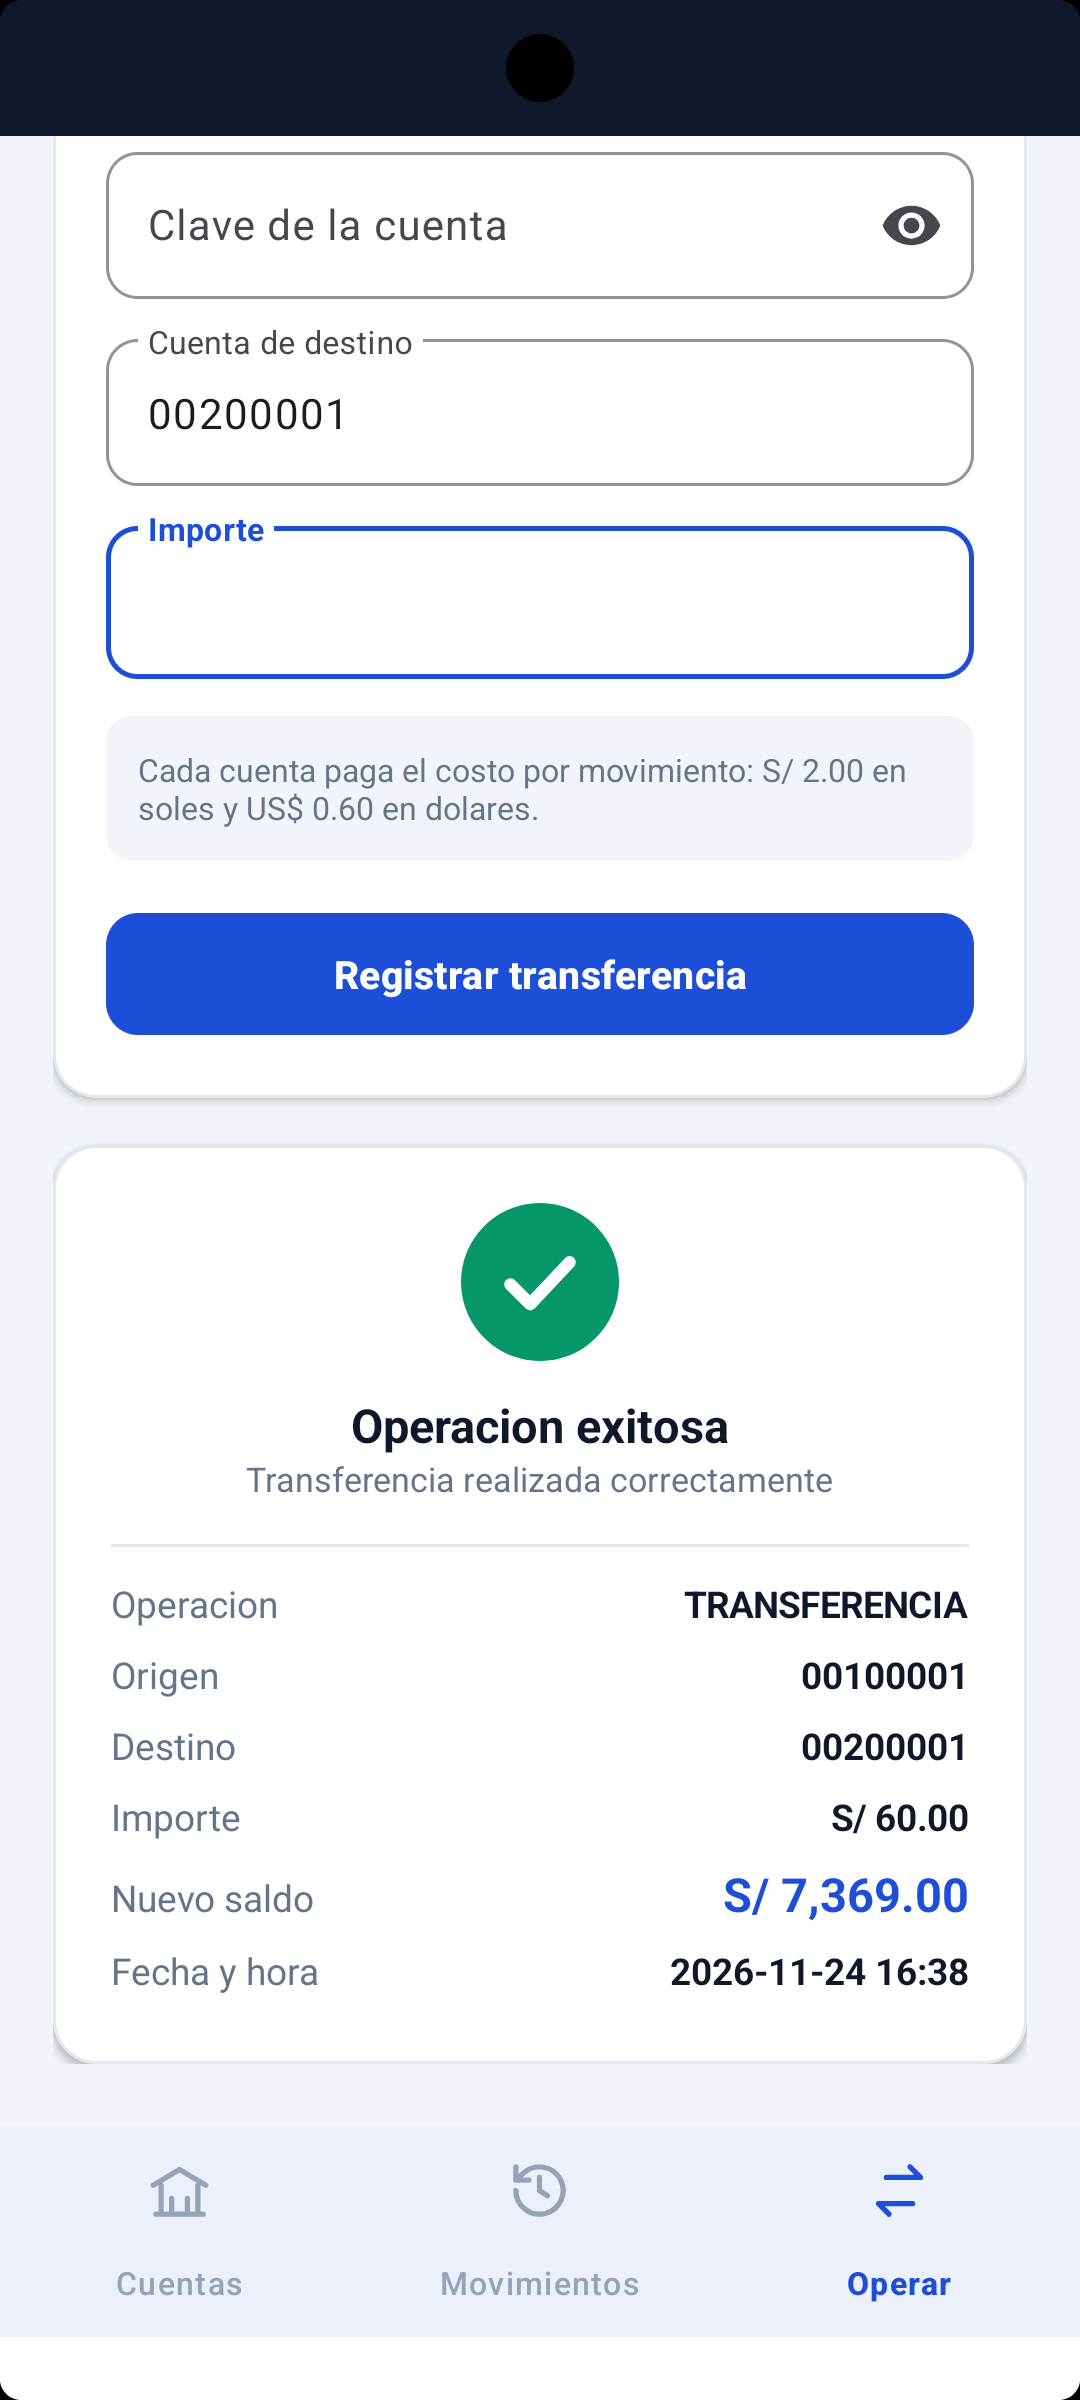 Clave de la cuenta
Cuenta de destino
00200001
Importe
Cada cuenta paga el costo por movimiento: S/ 2.00 en
soles y US$ 0.60 en dolares.
Registrar transferencia
Operacion exitosa
Transferencia realizada correctamente
Operacion TRANSFERENCIA
Origen 00100001
Destino 00200001
Importe S/ 60.00
Nuevo saldo S/ 7,369.00
Fecha y hora 2026-11-24 16:38
Cuentas Movimientos Operar